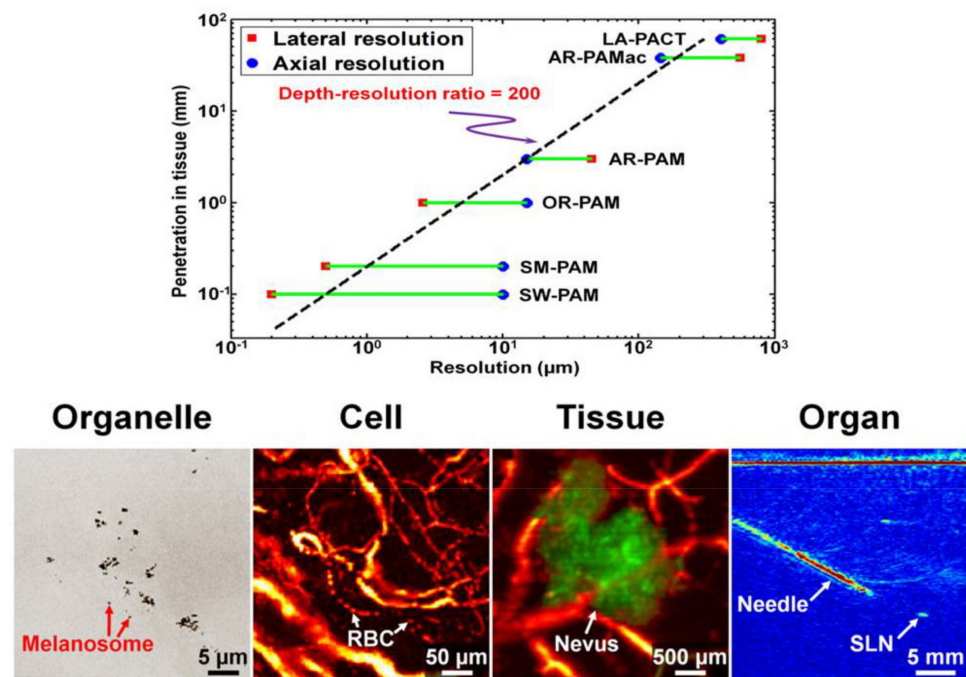 Lateral resolution
Axial resolution
Depth-resolution ratio = 200
LA-PACT
AR-PAMac
AR-PAM
OR-PAM
SM-PAM
SW-PAM
Penetration in tissue (mm)
10²
10¹
10⁰
10⁻¹
10⁻¹ 10⁰ 10¹ 10² 10³
Resolution (µm)
Organelle Cell Tissue Organ
Melanosome
5 µm
RBC
50 µm
Nevus
500 µm
Needle
SLN
5 mm